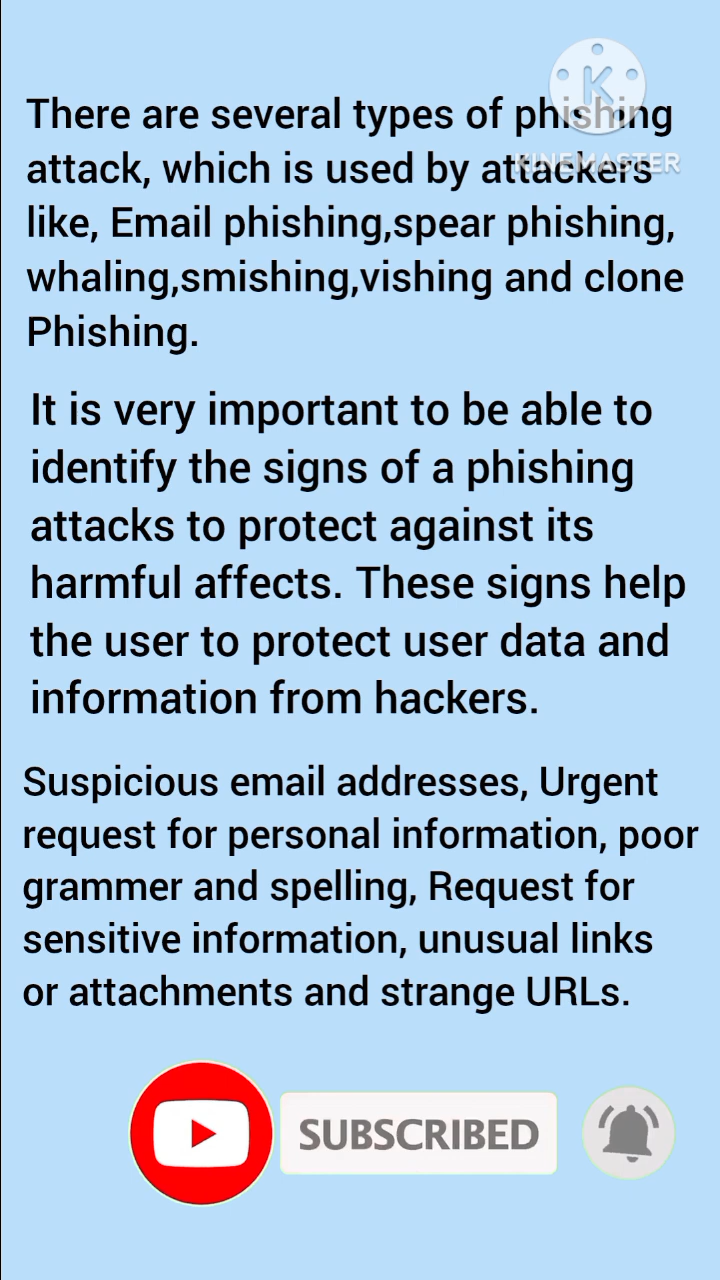 There are several types of phishing
KINEMASTER
attack, which is used by attackers
like, Email phishing,spear phishing,
whaling,smishing,vishing and clone
Phishing.
It is very important to be able to
identify the signs of a phishing
attacks to protect against its
harmful affects. These signs help
the user to protect user data and
information from hackers.
Suspicious email addresses, Urgent
request for personal information, poor
grammer and spelling, Request for
sensitive information, unusual links
or attachments and strange URLs.
SUBSCRIBED